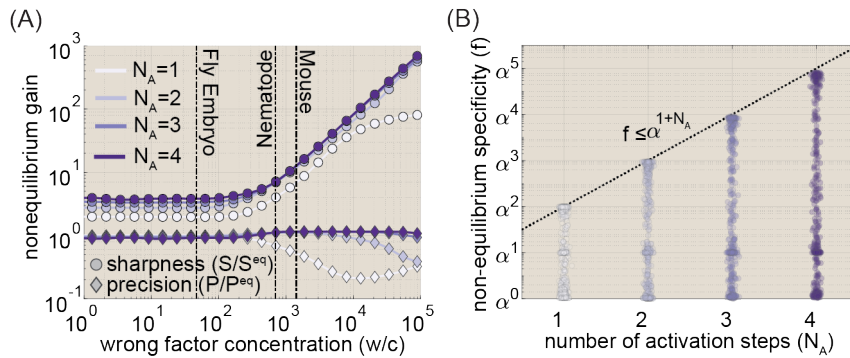 (A)
nonequilibrium gain
10^3
10^2
10^1
10^0
10^-1
N_A=1
N_A=2
N_A=3
N_A=4
Fly Embryo
Nematode
Mouse
sharpness (S/S^eq)
precision (P/P^eq)
10^0 10^1 10^2 10^3 10^4 10^5
wrong factor concentration (w/c)
(B)
non-equilibrium specificity (f)
α^5
α^4
α^3
α^2
α^1
α^0
f ≤ α^1+N_A
1 2 3 4
number of activation steps (N_A)